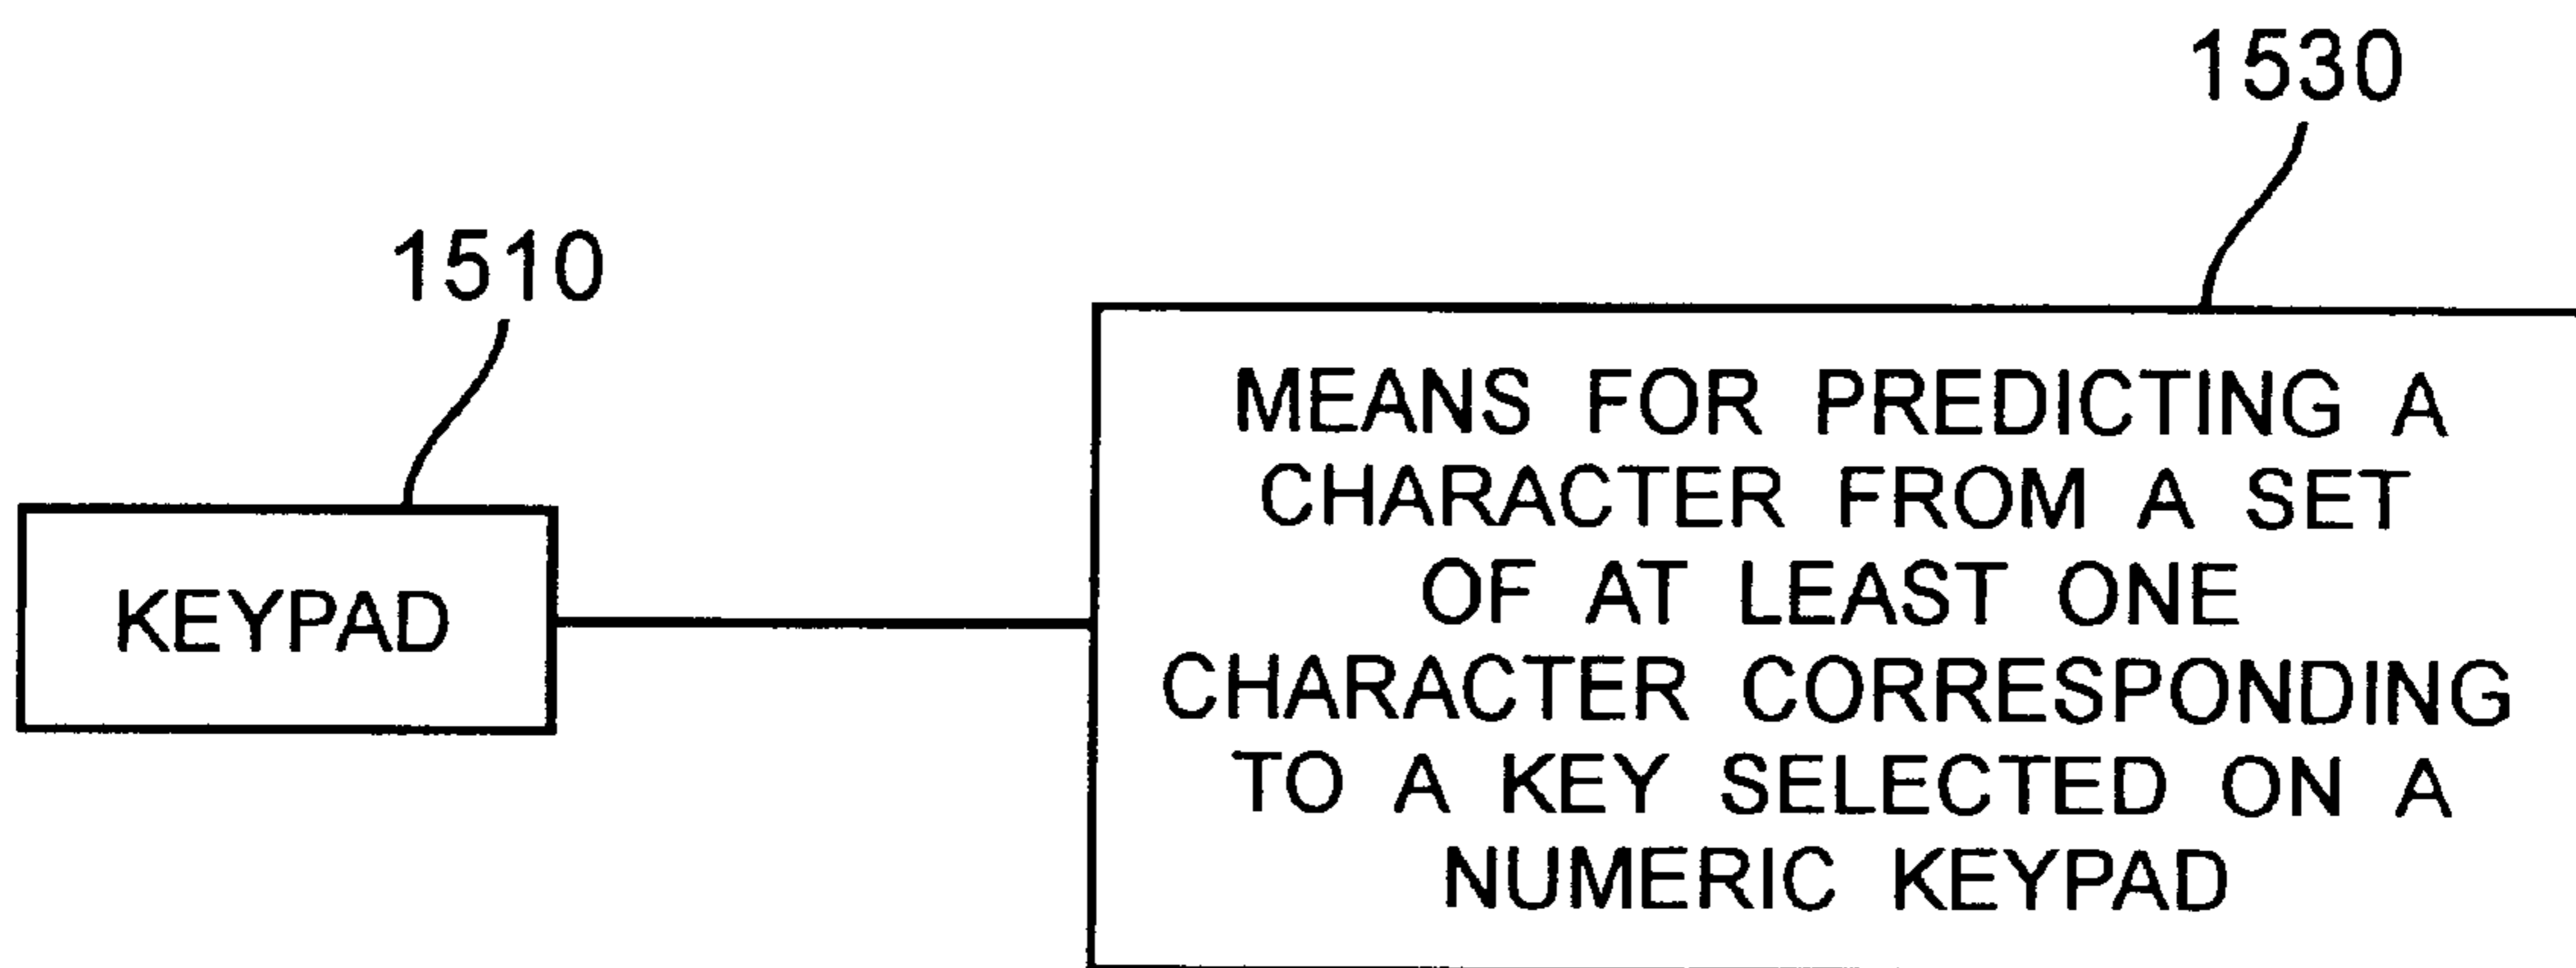 1530
1510
MEANS FOR PREDICTING A
CHARACTER FROM A SET
OF AT LEAST ONE
CHARACTER CORRESPONDING
TO A KEY SELECTED ON A
NUMERIC KEYPAD
KEYPAD